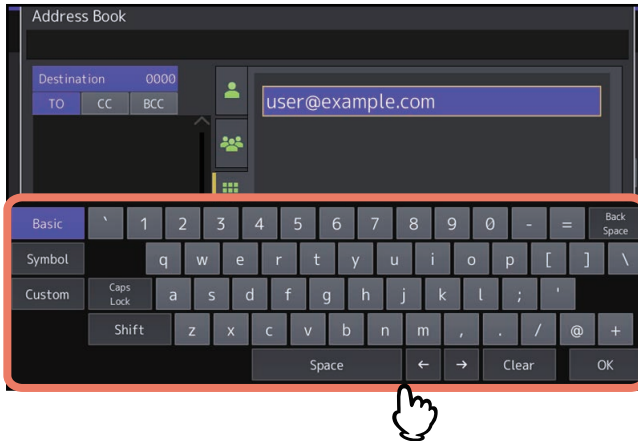 Address Book
Destination 0000
TO CC BCC
user@example.com
Basic ` 1 2 3 4 5 6 7 8 9 0 - = Back Space
Symbol q w e r t y u i o p [ ] \
Custom Caps Lock a s d f g h j k l ; '
Shift z x c v b n m , . / @ +
Space ← → Clear OK